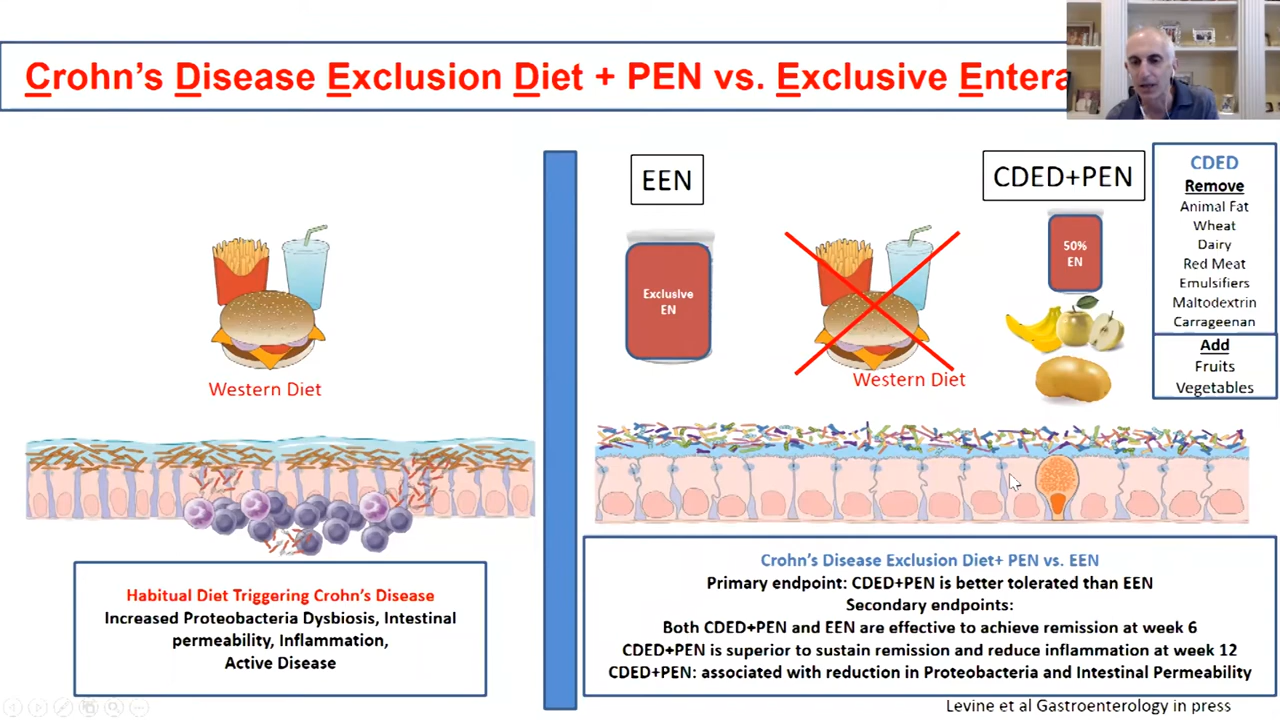 Crohn's Disease Exclusion Diet + PEN vs. Exclusive Entera
EEN
CDED+PEN
CDED
Remove
Animal Fat
Wheat
Dairy
Red Meat
Emulsifiers
Maltodextrin
Carrageenan
Add
Fruits
Vegetables
50%
EN
Exclusive
EN
Western Diet
Western Diet
Habitual Diet Triggering Crohn's Disease
Increased Proteobacteria Dysbiosis, Intestinal
permeability, Inflammation,
Active Disease
Crohn's Disease Exclusion Diet+ PEN vs. EEN
Primary endpoint: CDED+PEN is better tolerated than EEN
Secondary endpoints:
Both CDED+PEN and EEN are effective to achieve remission at week 6
CDED+PEN is superior to sustain remission and reduce inflammation at week 12
CDED+PEN: associated with reduction in Proteobacteria and Intestinal Permeability
Levine et al Gastroenterology in press